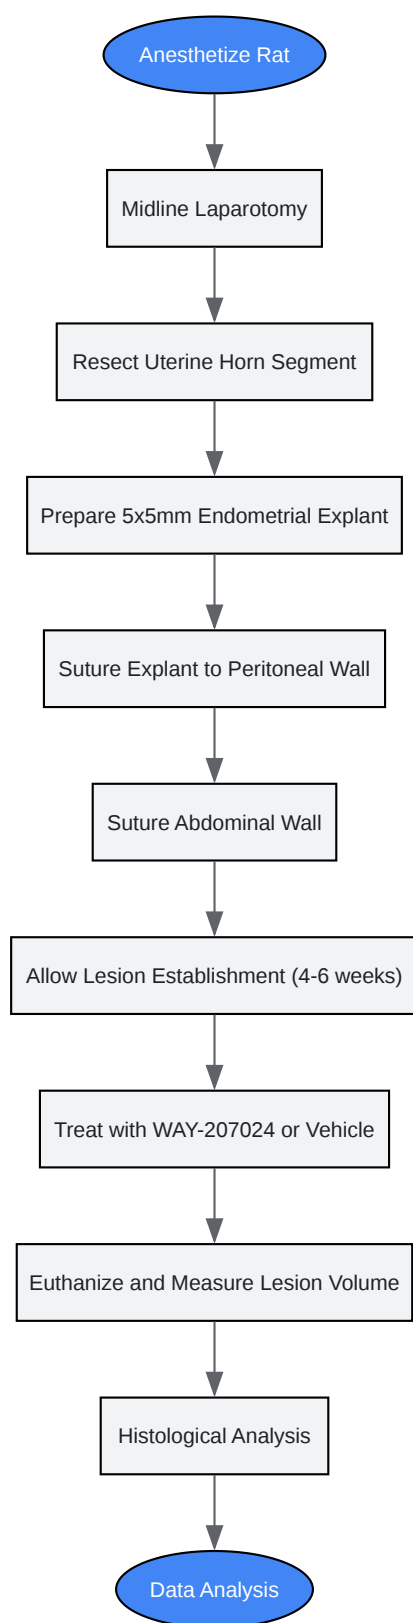 Anesthetize Rat
Midline Laparotomy
Resect Uterine Horn Segment
Prepare 5x5mm Endometrial Explant
Suture Explant to Peritoneal Wall
Suture Abdominal Wall
Allow Lesion Establishment (4-6 weeks)
Treat with WAY-207024 or Vehicle
Euthanize and Measure Lesion Volume
Histological Analysis
Data Analysis